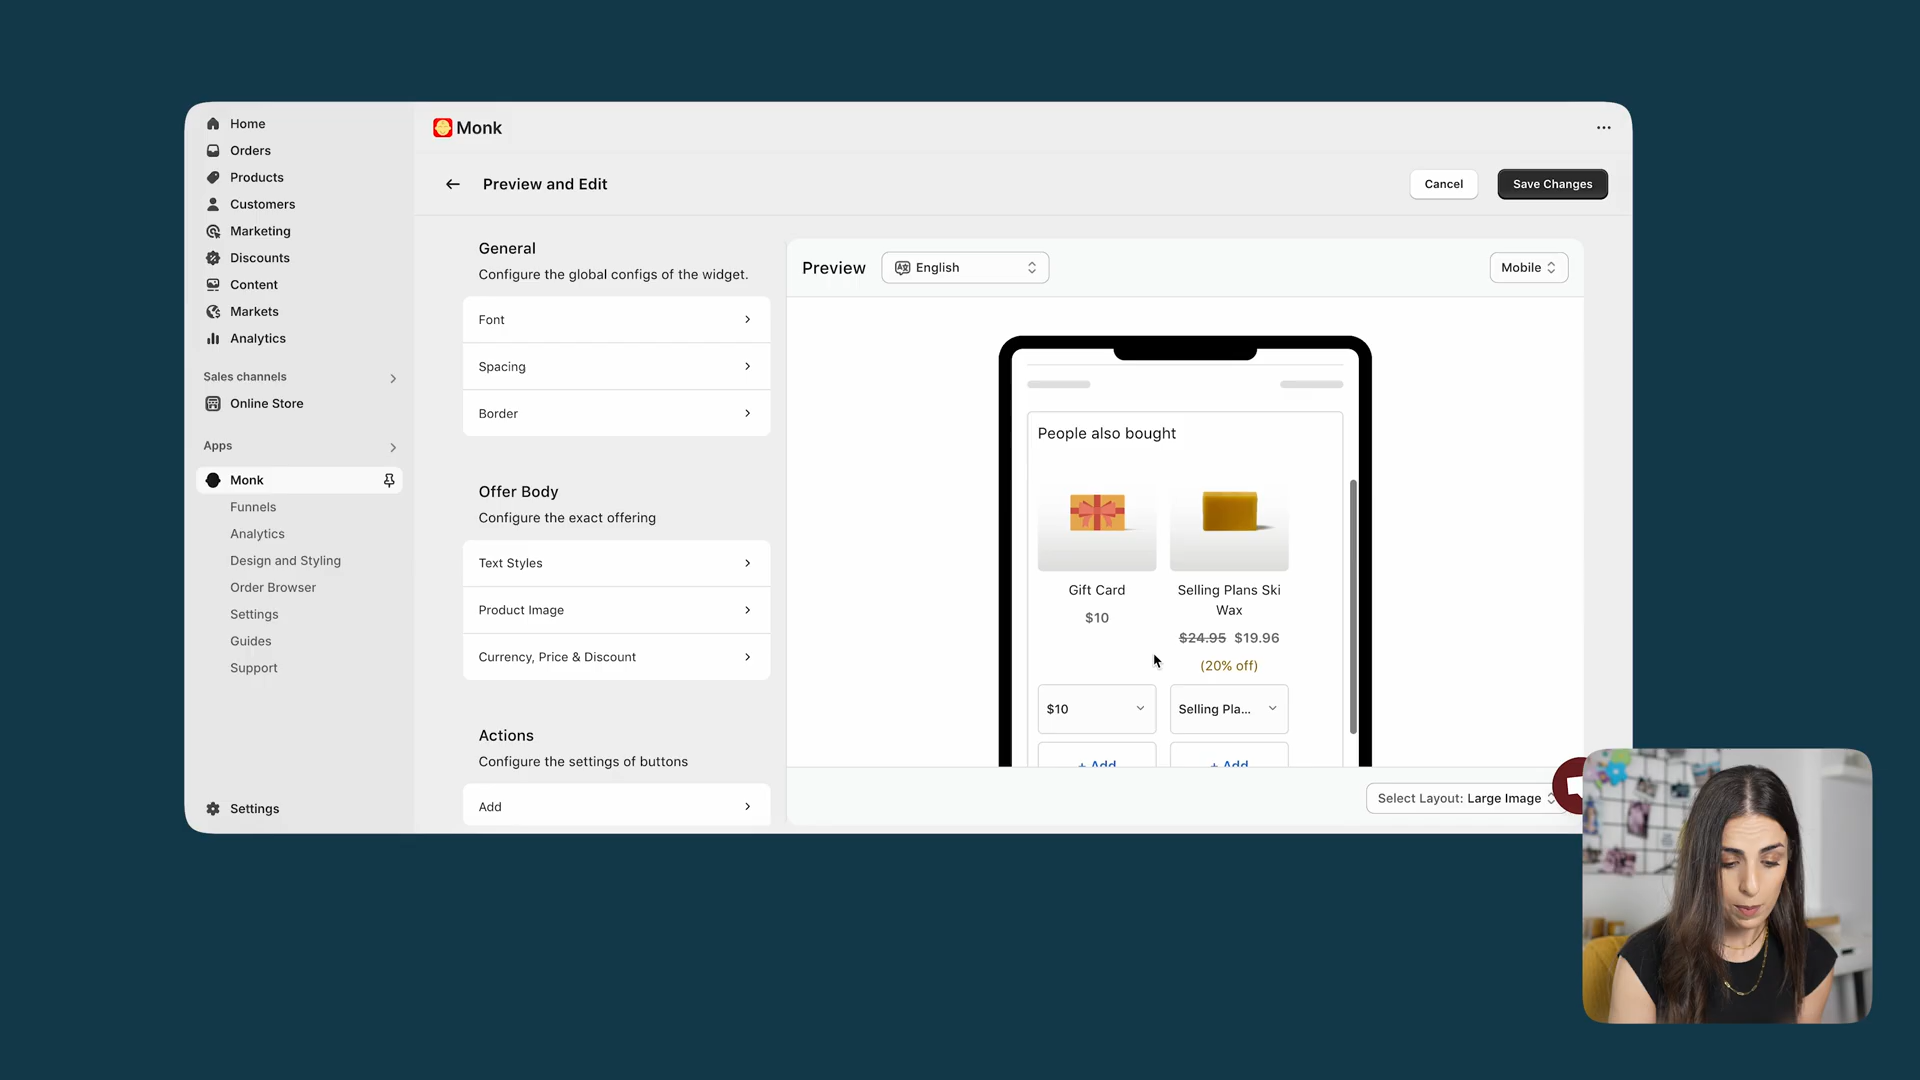 Home
Orders
Products
Customers
Marketing
Discounts
Content
Markets
Analytics
Sales channels
Online Store
Apps
Monk
Funnels
Analytics
Design and Styling
Order Browser
Settings
Guides
Support
Settings
Monk
Preview and Edit
Cancel
Save Changes
General
Configure the global configs of the widget.
Font
Spacing
Border
Offer Body
Configure the exact offering
Text Styles
Product Image
Currency, Price & Discount
Actions
Configure the settings of buttons
Add
Preview
English
Mobile
People also bought
Gift Card
$10
Selling Plans Ski
Wax
$24.95 $19.96
(20% off)
$10
Selling Pla...
+ Add
+ Add
Select Layout: Large Image